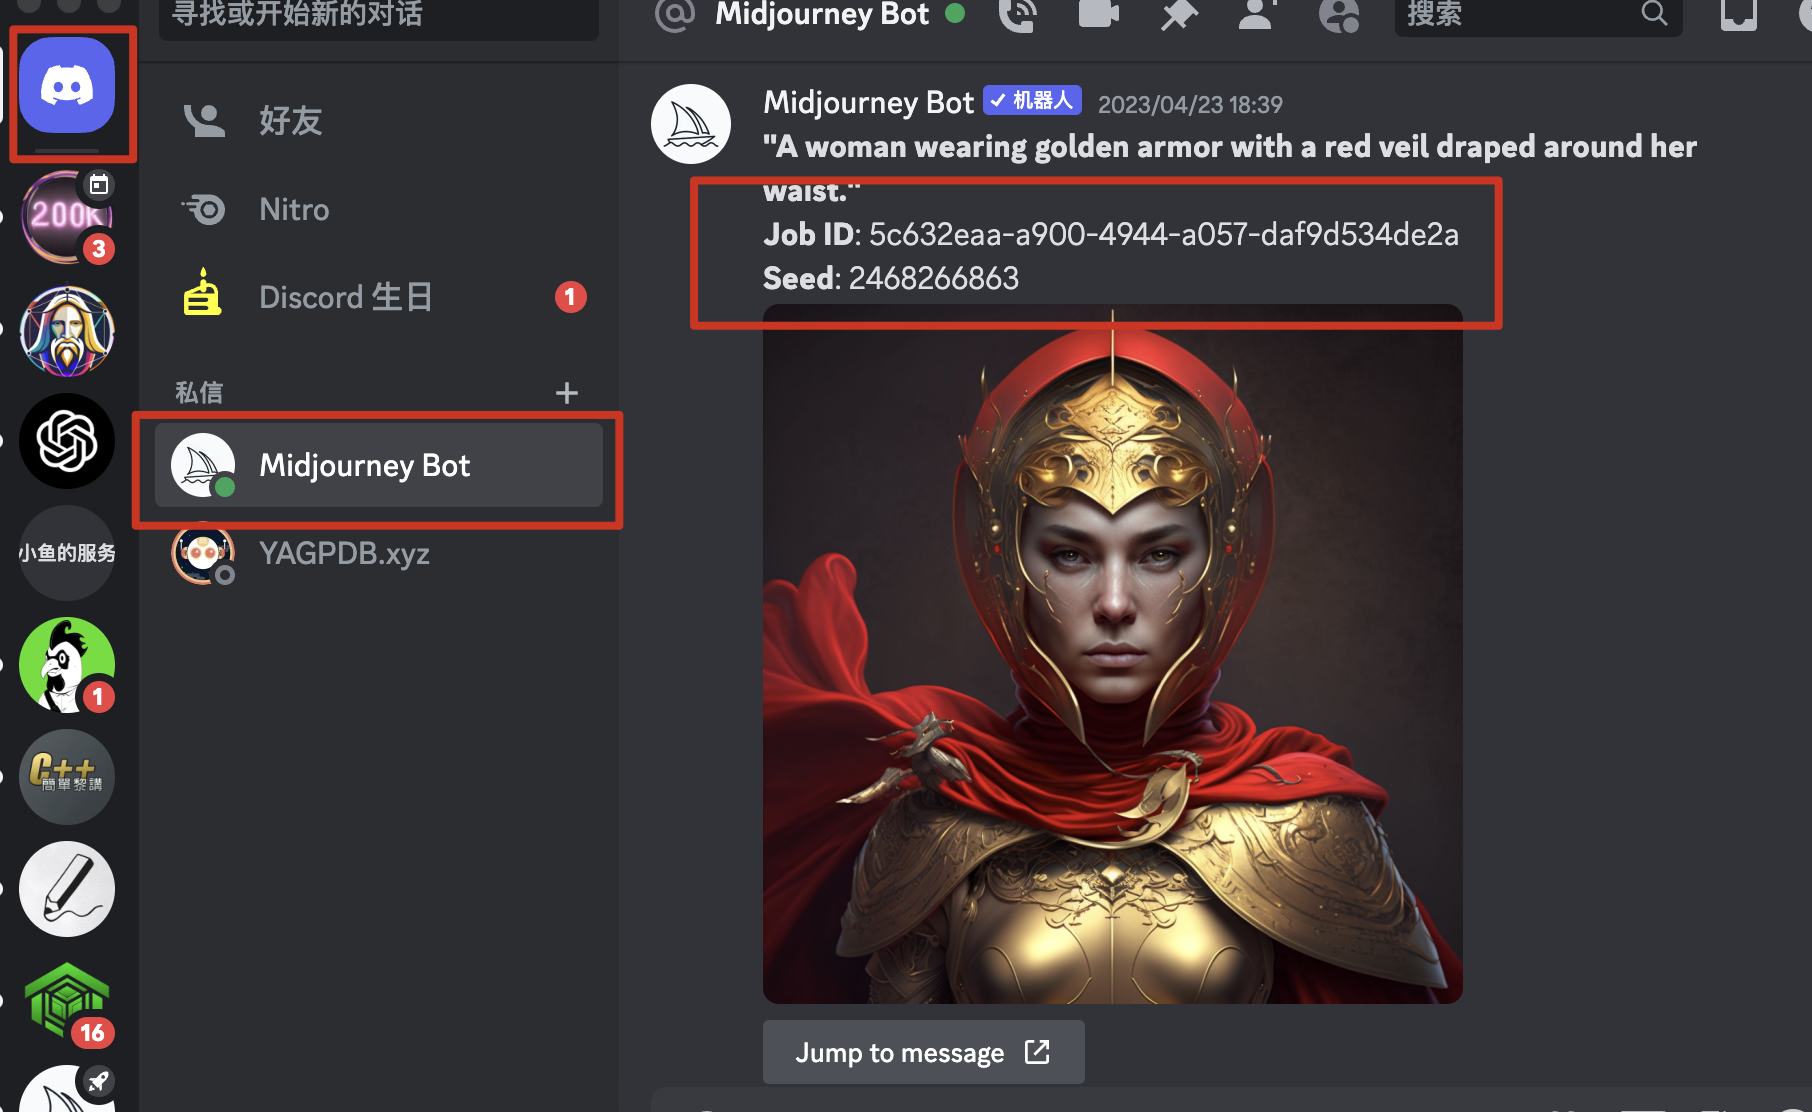 寻找或开始新的对话
Midjourney Bot
搜索
200K
3
好友
Nitro
Discord 生日
1
私信
Midjourney Bot
YAGPDB.xyz
小鱼的服务
1
C++
簡單黎講
16
Midjourney Bot 机器人 2023/04/23 18:39
"A woman wearing golden armor with a red veil draped around her
waist."
Job ID: 5c632eaa-a900-4944-a057-daf9d534de2a
Seed: 2468266863
Jump to message